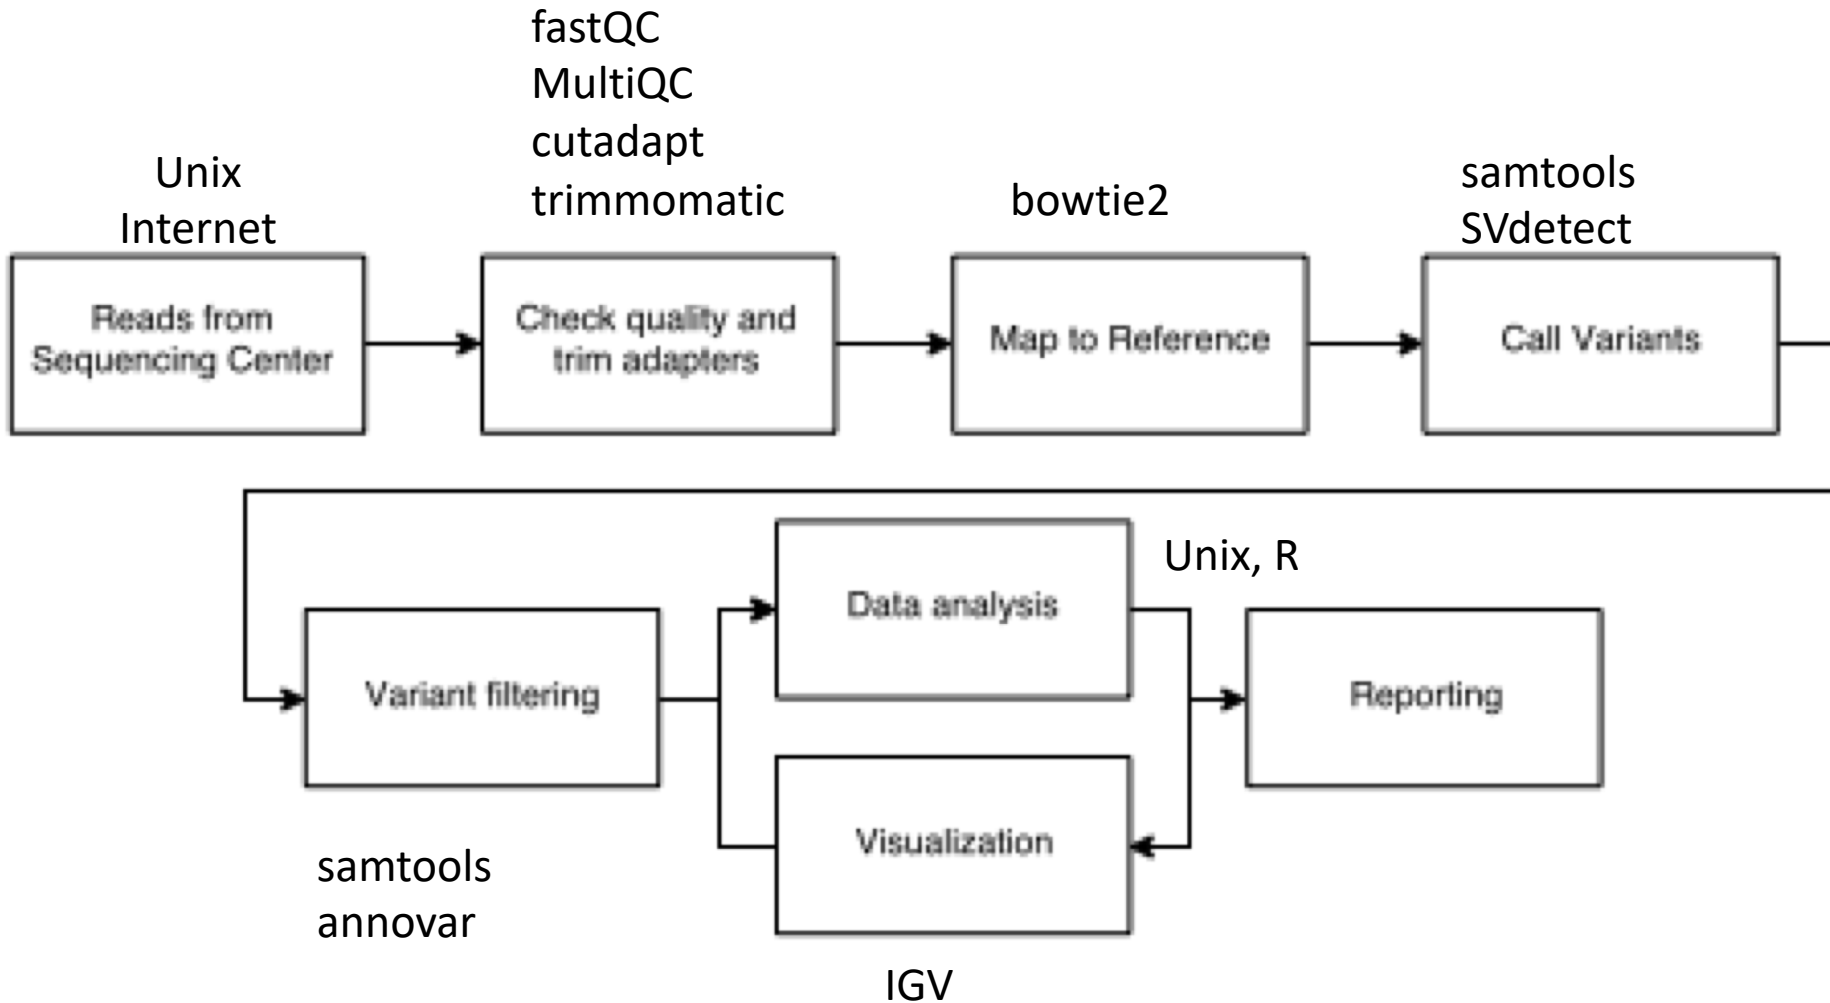 fastQC
MultiQC
cutadapt
trimmomatic
Unix
Internet
bowtie2
samtools
SVdetect
Reads from
Sequencing Center
Check quality and
trim adapters
Map to Reference
Call Variants
Unix, R
Data analysis
Variant filtering
Reporting
Visualization
samtools
annovar
IGV